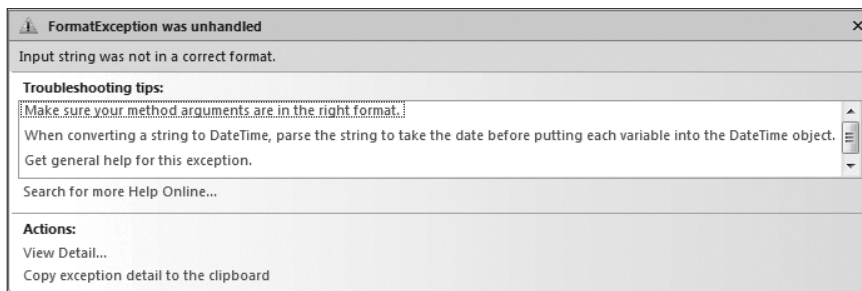 FormatException was unhandled
Input string was not in a correct format.
Troubleshooting tips:
Make sure your method arguments are in the right format.
When converting a string to DateTime, parse the string to take the date before putting each variable into the DateTime object.
Get general help for this exception.
Search for more Help Online...
Actions:
View Detail...
Copy exception detail to the clipboard